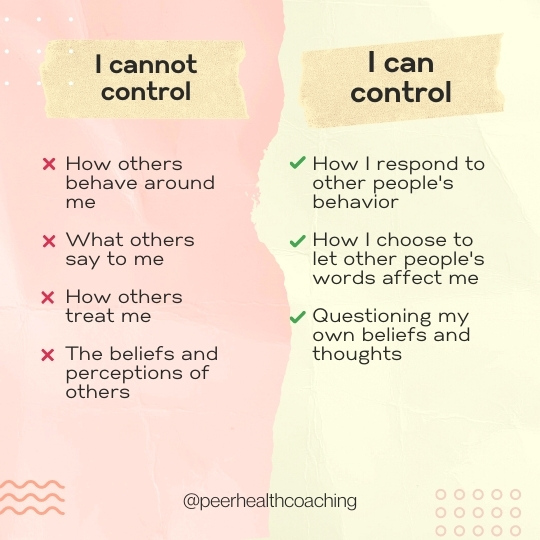 I cannot
control
How others
behave around
me
What others
say to me
How others
treat me
The beliefs and
perceptions of
others
I can
control
How I respond to
other people's
behavior
How I choose to
let other people's
words affect me
Questioning my
own beliefs and
thoughts
@peerhealthcoaching